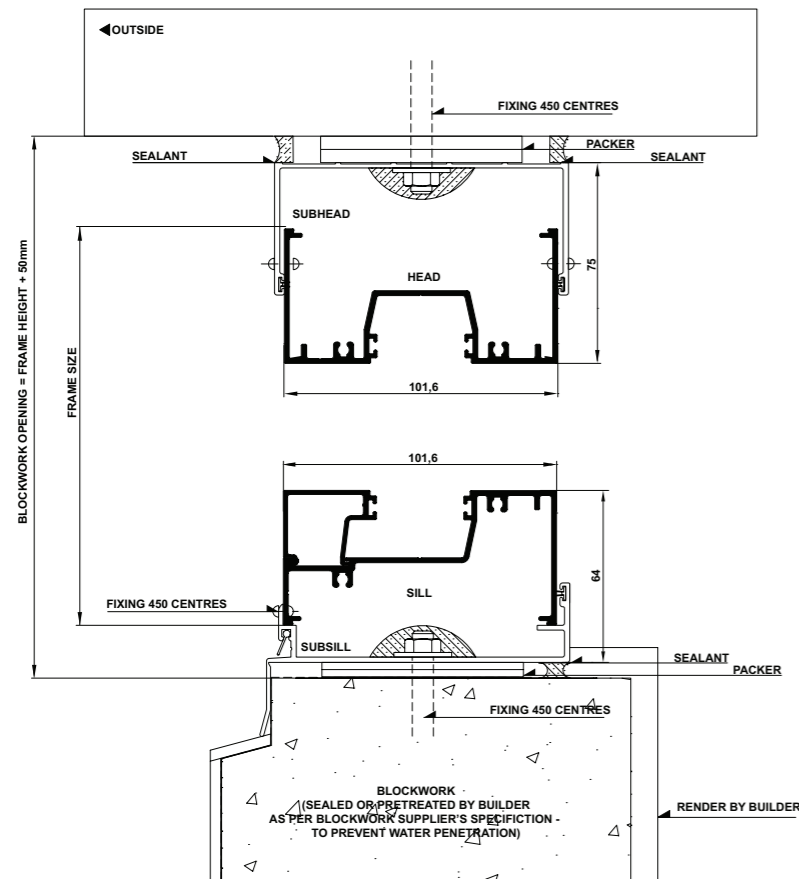 OUTSIDE
FIXING 450 CENTRES
PACKER
SEALANT
SEALANT
SUBHEAD
HEAD
75
BLOCKWORK OPENING = FRAME HEIGHT + 50mm
FRAME SIZE
101,6
101,6
64
SILL
FIXING 450 CENTRES
SUBSILL
SEALANT
PACKER
FIXING 450 CENTRES
BLOCKWORK
(SEALED OR PRETREATED BY BUILDER
AS PER BLOCKWORK SUPPLIER'S SPECIFICTION -
TO PREVENT WATER PENETRATION)
RENDER BY BUILDER